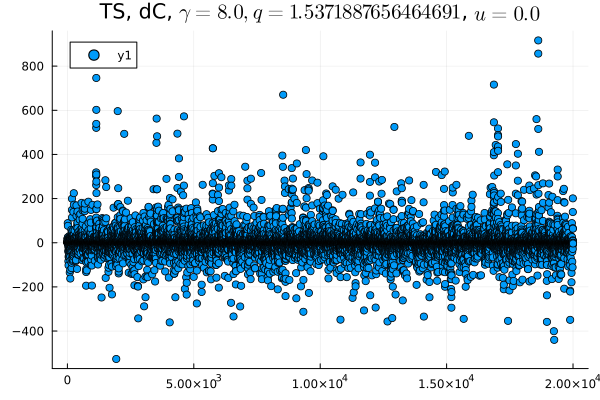 TS, dC, γ = 8.0, q = 1.5371887656464691, u = 0.0
y1
800
600
400
200
0
−200
−400
0 5.00×10³ 1.00×10⁴ 1.50×10⁴ 2.00×10⁴